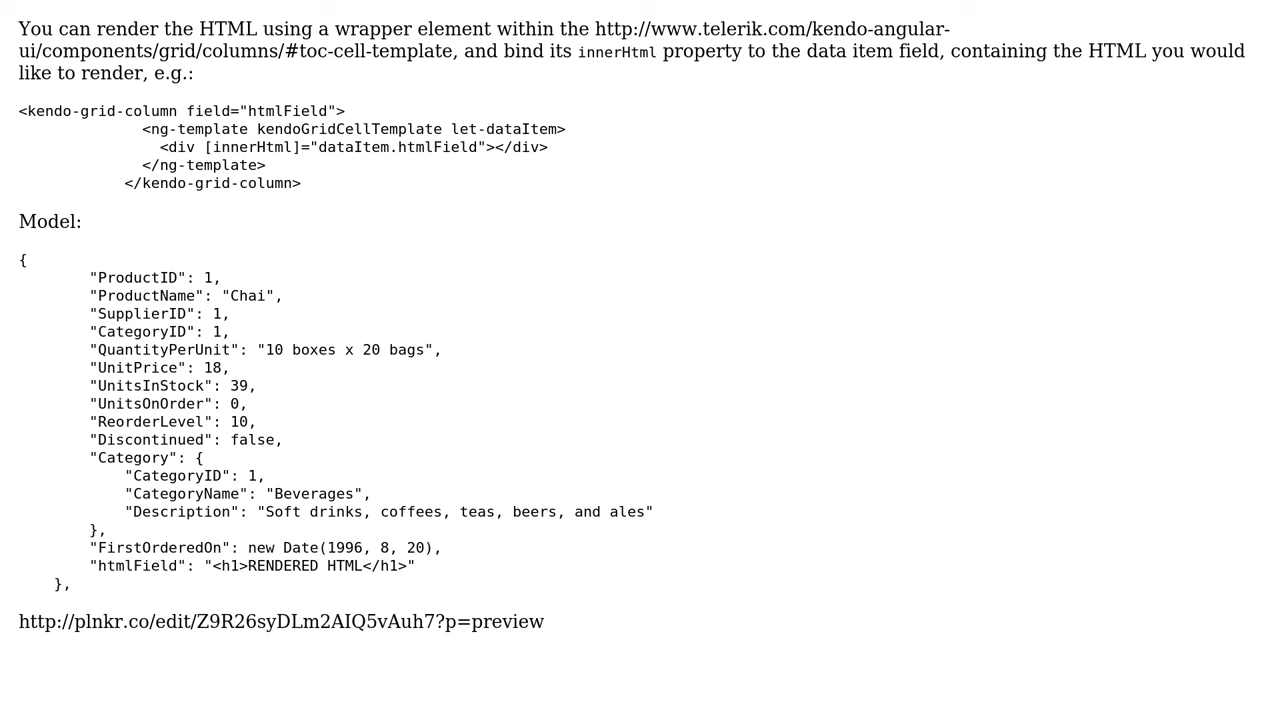 You can render the HTML using a wrapper element within the http://www.telerik.com/kendo-angular-
ui/components/grid/columns/#toc-cell-template, and bind its innerHtml property to the data item field, containing the HTML you would
like to render, e.g.:
<kendo-grid-column field="htmlField">
              <ng-template kendoGridCellTemplate let-dataItem>
                <div [innerHtml]="dataItem.htmlField"></div>
              </ng-template>
            </kendo-grid-column>
Model:
{
        "ProductID": 1,
        "ProductName": "Chai",
        "SupplierID": 1,
        "CategoryID": 1,
        "QuantityPerUnit": "10 boxes x 20 bags",
        "UnitPrice": 18,
        "UnitsInStock": 39,
        "UnitsOnOrder": 0,
        "ReorderLevel": 10,
        "Discontinued": false,
        "Category": {
            "CategoryID": 1,
            "CategoryName": "Beverages",
            "Description": "Soft drinks, coffees, teas, beers, and ales"
        },
        "FirstOrderedOn": new Date(1996, 8, 20),
        "htmlField": "<h1>RENDERED HTML</h1>"
    },
http://plnkr.co/edit/Z9R26syDLm2AIQ5vAuh7?p=preview